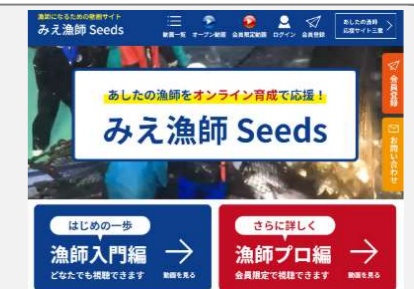 漁師になるための動画サイト
みえ漁師 Seeds
動画一覧
オープン動画
会員限定動画
ログイン
会員登録
あしたの漁師
応援サイト三重
あしたの漁師をオンライン育成で応援！
みえ漁師 Seeds
会員登録
お問い合わせ
はじめの一歩
漁師入門編
どなたでも視聴できます
動画を見る
さらに詳しく
漁師プロ編
会員限定で視聴できます
動画を見る